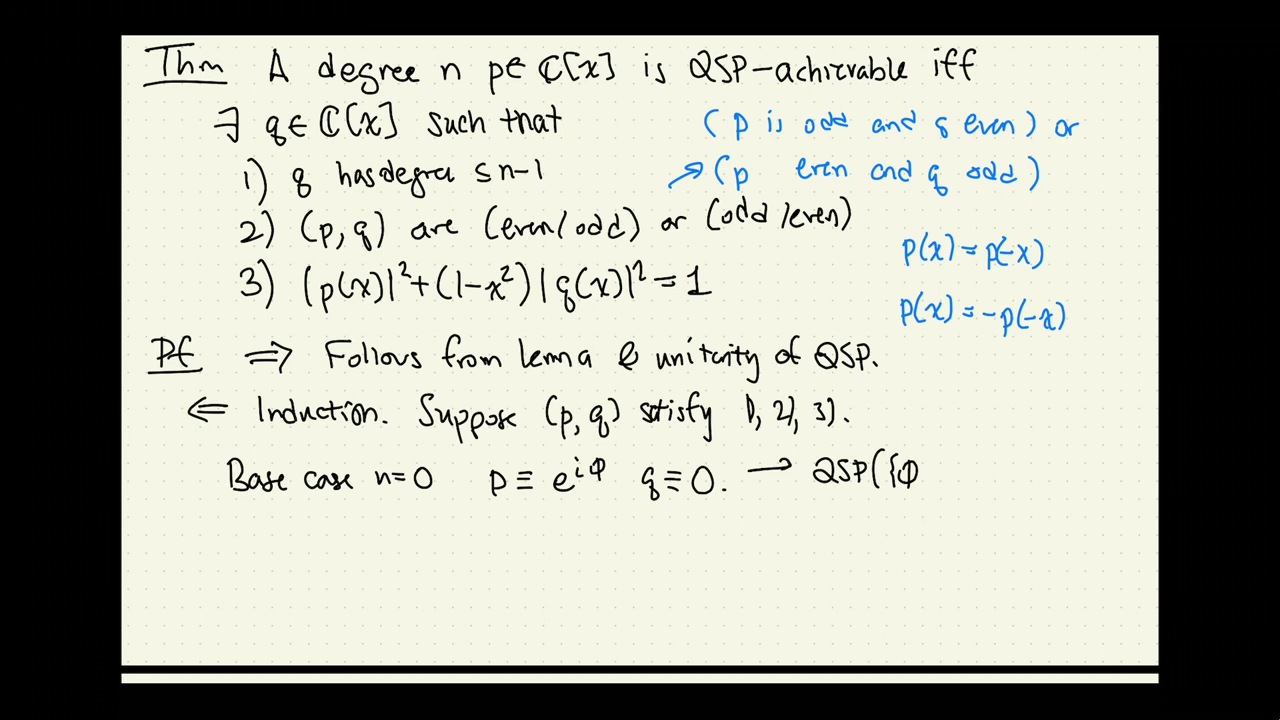 Thm A degree n p∈ ℂ[x] is QSP-achievable iff
∃ q∈ ℂ[x] such that
(p is odd and q even) or
1) q has degree ≤ n-1
→ (p even and q odd)
2) (p, q) are (even/odd) or (odd/even)
p(x) = p(-x)
3) |p(x)|²+(1-x²)|q(x)|² = 1
p(x) = -p(-x)
Pf ⇒ Follows from lemma & unitarity of QSP.
⇐ Induction. Suppose (p, q) satisfy 1), 2), 3).
Base case n=0 p ≡ e^{iφ} q ≡ 0. → QSP({φ